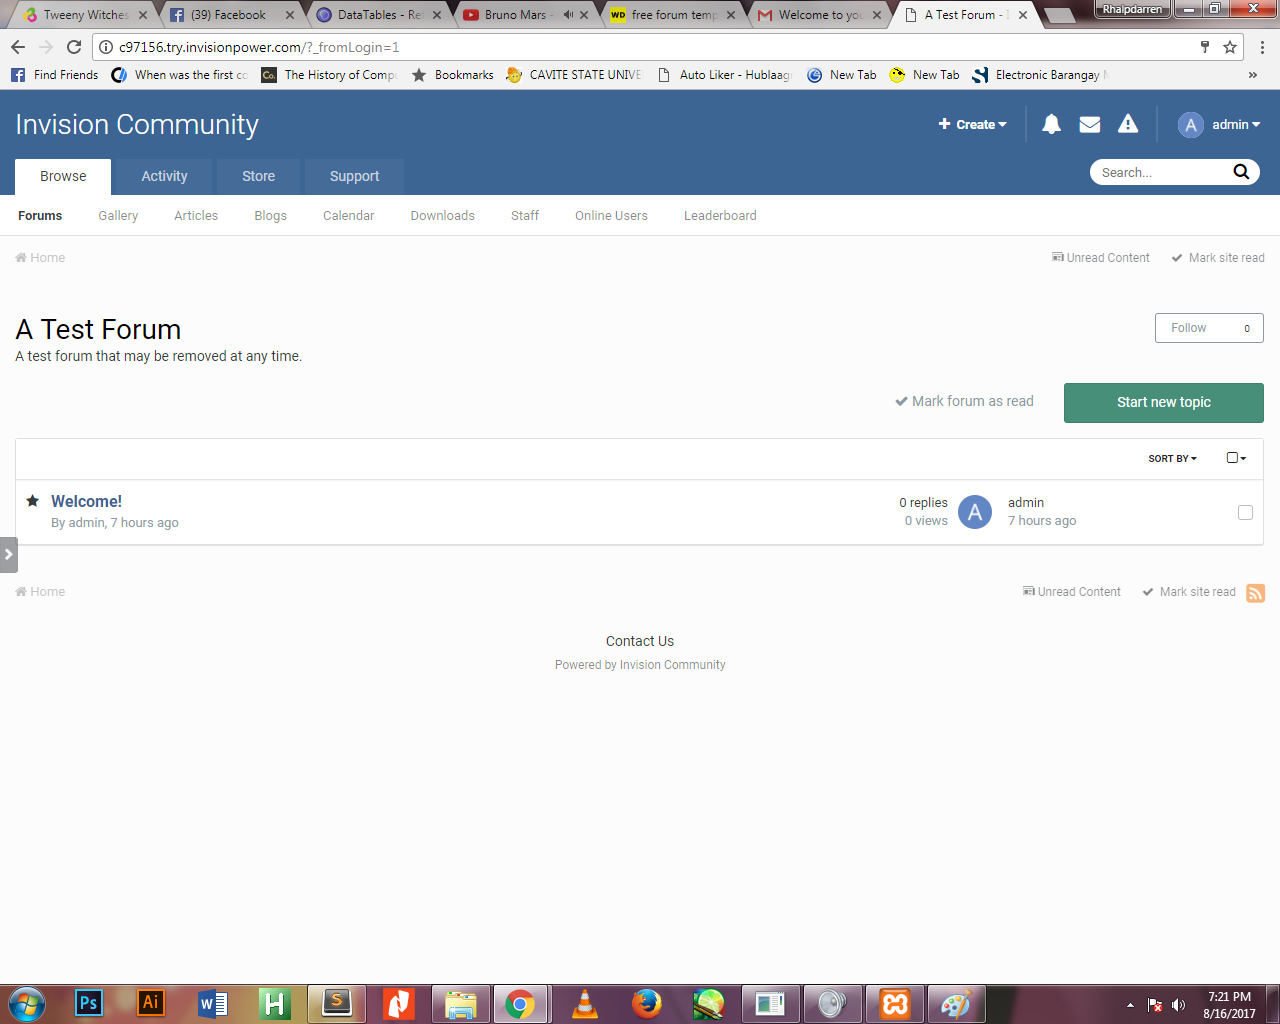 Tweeny Witches
(39) Facebook
DataTables - Rel
Bruno Mars -
WD free forum temp
Welcome to you
A Test Forum -
Rhalpdarren
c97156.try.invisionpower.com/?_fromLogin=1
Find Friends
When was the first co
Co. The History of Compu
Bookmarks
CAVITE STATE UNIVE
Auto Liker - Hublaag
New Tab
New Tab
Electronic Barangay
Invision Community
Create
A admin
Browse Activity Store Support
Search...
Forums Gallery Articles Blogs Calendar Downloads Staff Online Users Leaderboard
Home
Unread Content Mark site read
A Test Forum
Follow 0
A test forum that may be removed at any time.
Mark forum as read
Start new topic
SORT BY
Welcome!
By admin, 7 hours ago
0 replies
0 views
A
admin
7 hours ago
Home
Unread Content Mark site read
Contact Us
Powered by Invision Community
Ps Ai W H S
7:21 PM
8/16/2017